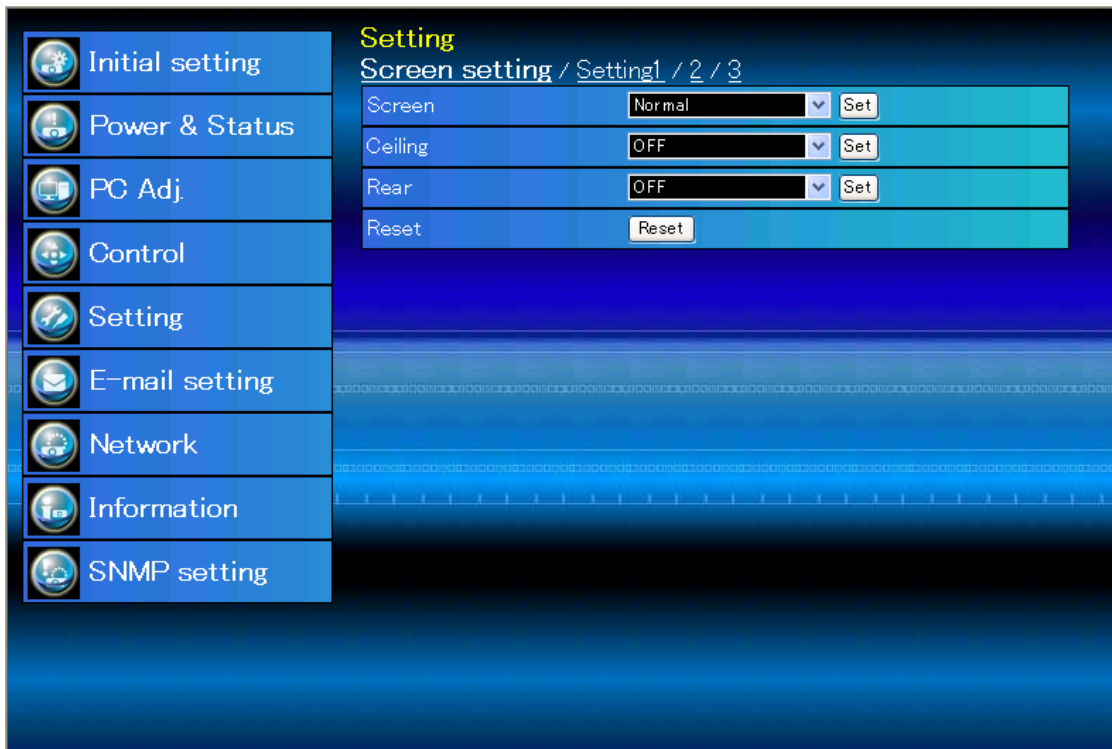 Initial setting
Power & Status
PC Adj.
Control
Setting
E-mail setting
Network
Information
SNMP setting
Setting
Screen setting / Setting1 / 2 / 3
Screen Normal Set
Ceiling OFF Set
Rear OFF Set
Reset Reset